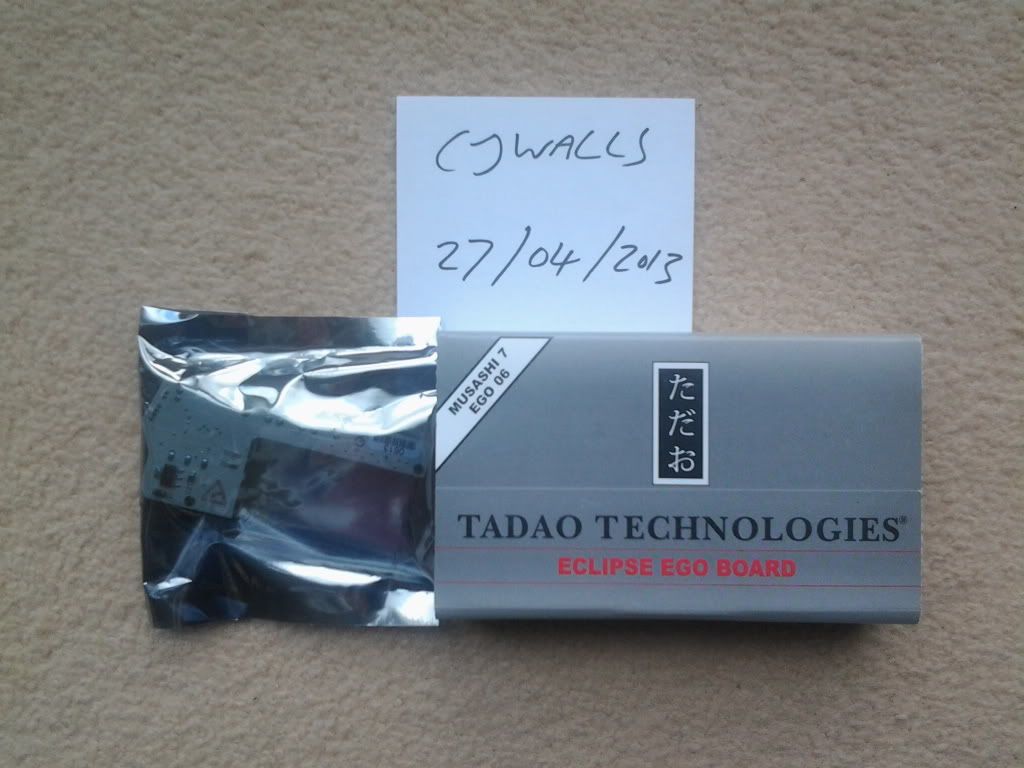 (J)WALLS
27/04/2013
MUSASHI 7
EGO 06
ただお
TADAO TECHNOLOGIES®
ECLIPSE EGO BOARD